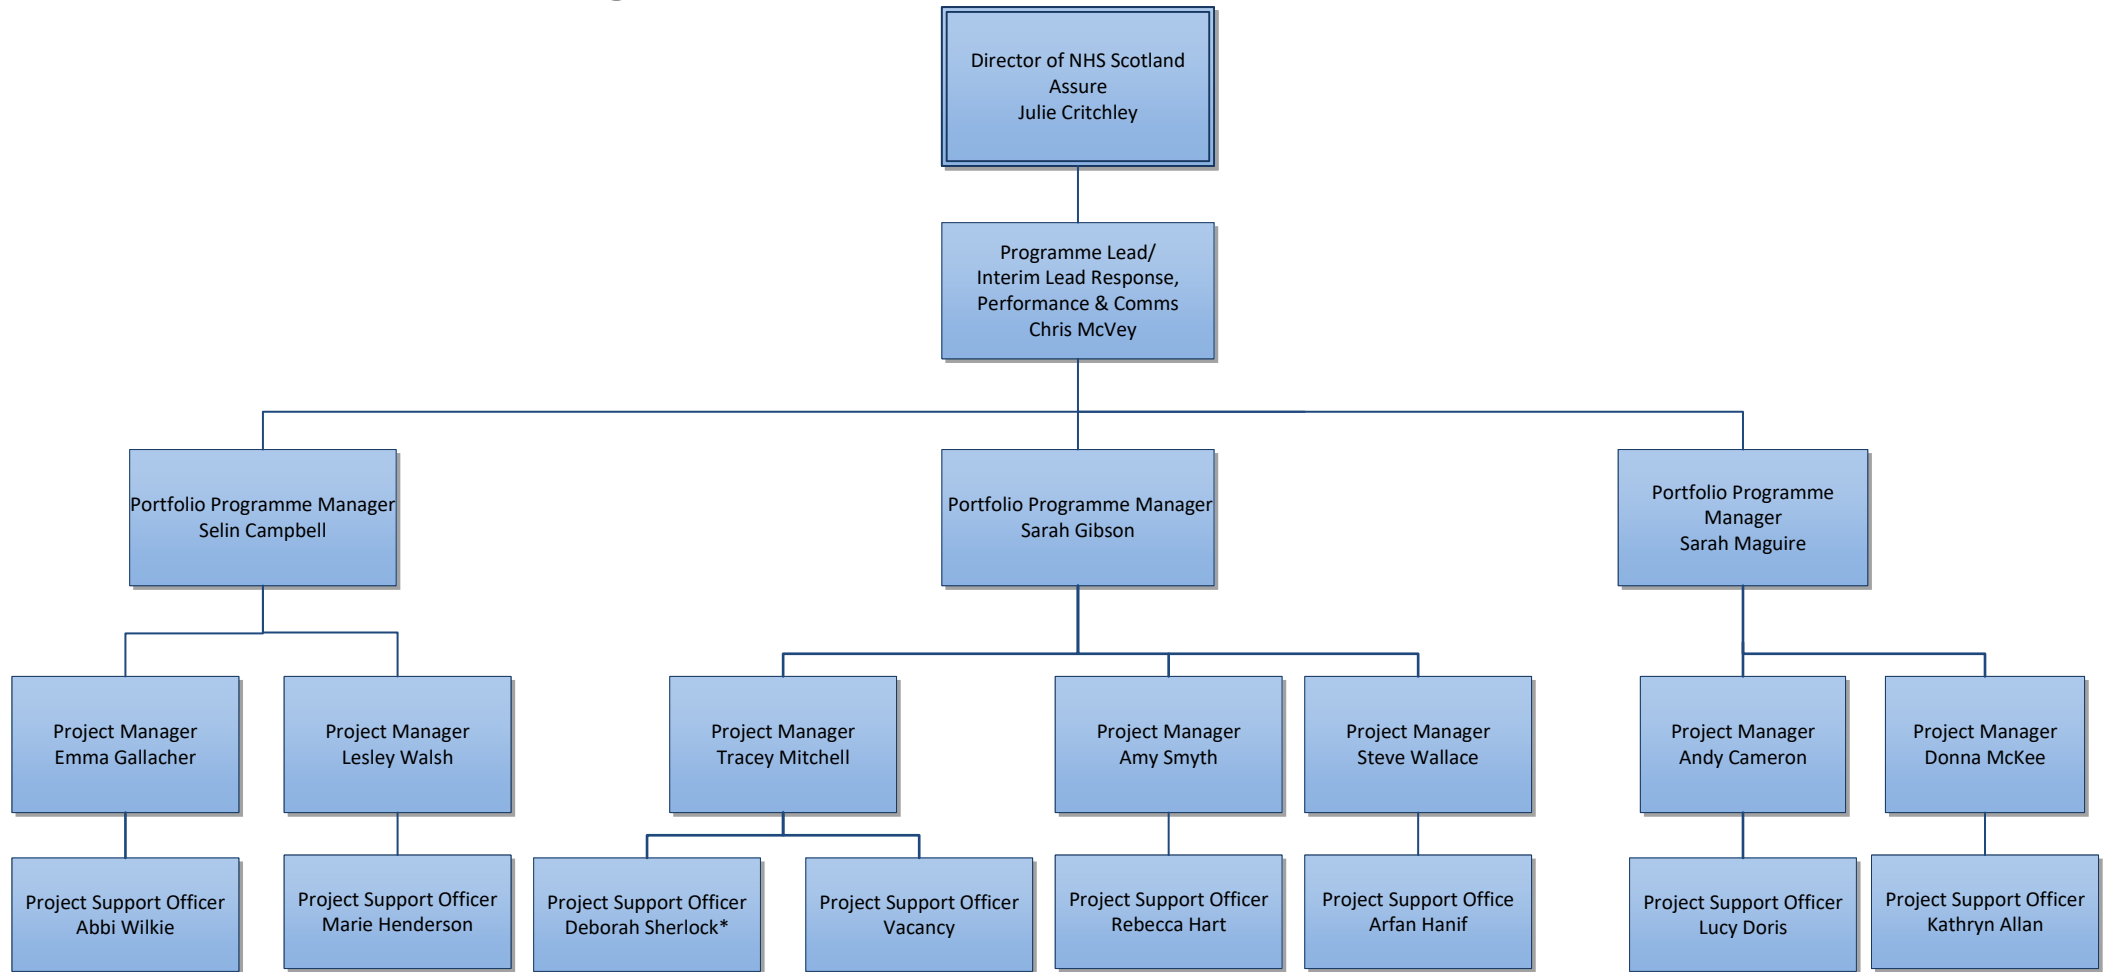 Director of NHS Scotland
Assure
Julie Critchley
Programme Lead/
Interim Lead Response,
Performance & Comms
Chris McVey
Portfolio Programme Manager
Selin Campbell
Portfolio Programme Manager
Sarah Gibson
Portfolio Programme
Manager
Sarah Maguire
Project Manager
Emma Gallacher
Project Manager
Lesley Walsh
Project Manager
Tracey Mitchell
Project Manager
Amy Smyth
Project Manager
Steve Wallace
Project Manager
Andy Cameron
Project Manager
Donna McKee
Project Support Officer
Abbi Wilkie
Project Support Officer
Marie Henderson
Project Support Officer
Deborah Sherlock*
Project Support Officer
Vacancy
Project Support Officer
Rebecca Hart
Project Support Office
Arfan Hanif
Project Support Officer
Lucy Doris
Project Support Officer
Kathryn Allan